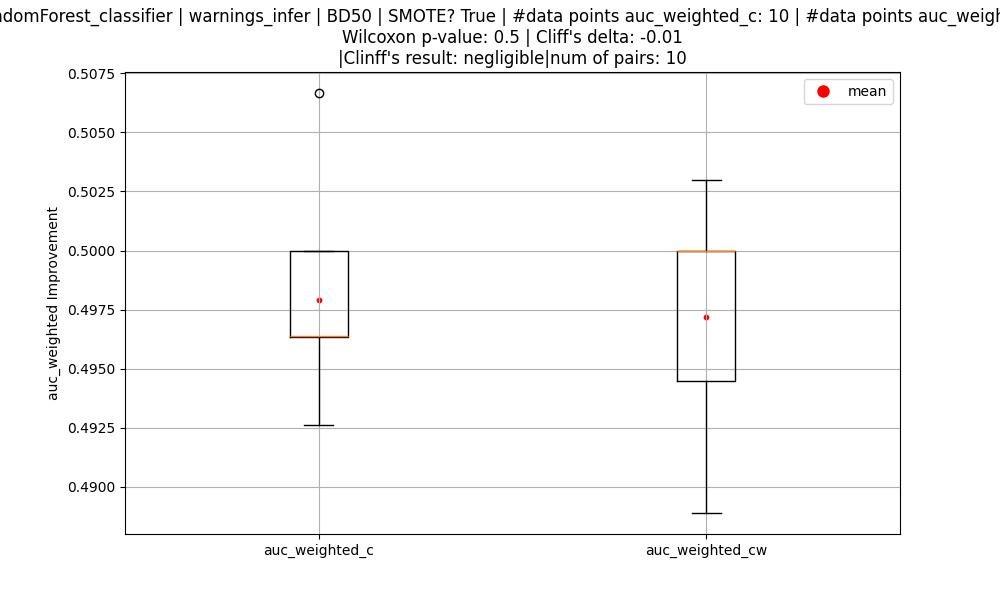 ndomForest_classifier | warnings_infer | BD50 | SMOTE? True | #data points auc_weighted_c: 10 | #data points auc_weigh
Wilcoxon p-value: 0.5 | Cliff's delta: -0.01
|Clinff's result: negligible|num of pairs: 10
0.5075
mean
0.5050
0.5025
0.5000
0.4975
0.4950
0.4925
0.4900
auc_weighted Improvement
auc_weighted_c
auc_weighted_cw